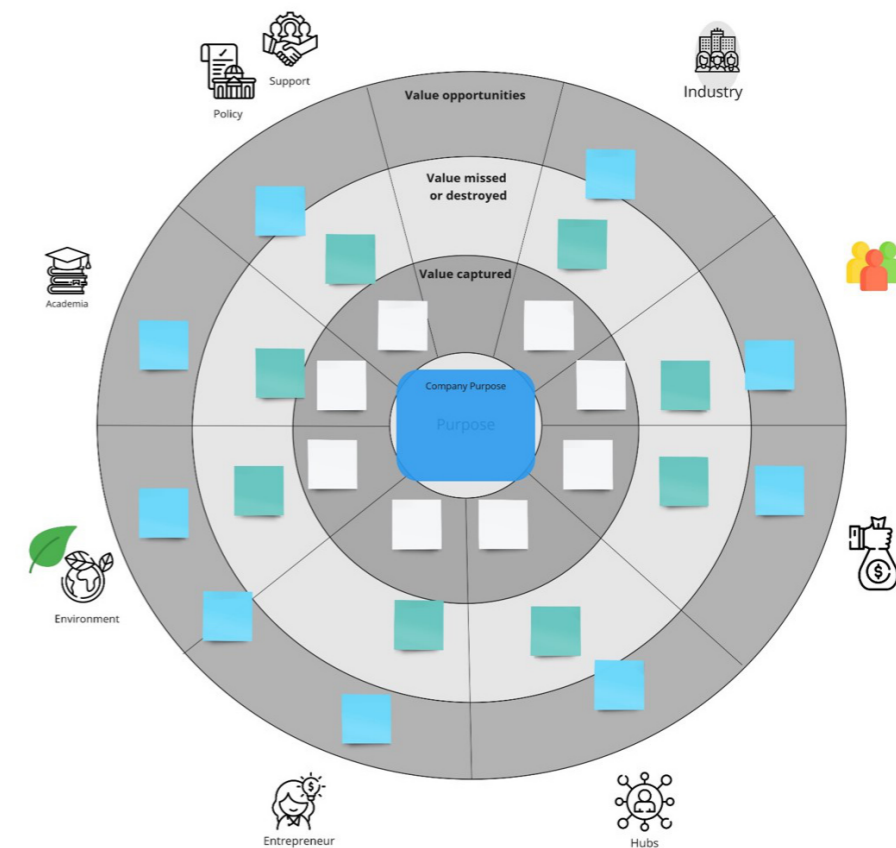 Support
Policy
Industry
Value opportunities
Value missed
or destroyed
Academia
Value captured
Company Purpose
Purpose
Environment
Entrepreneur
Hubs
$
$